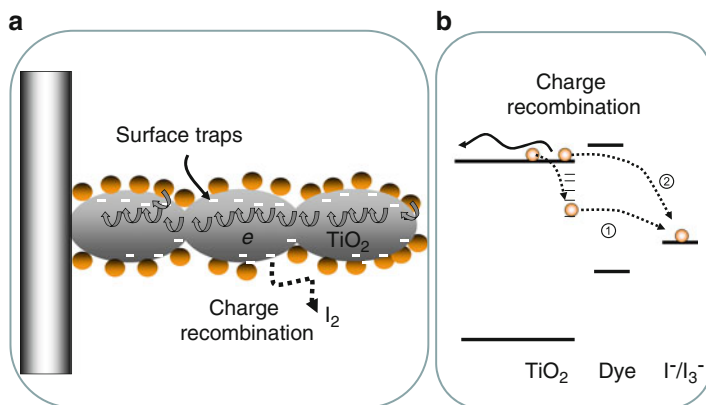 a
Surface traps
e
TiO₂
Charge
recombination
I₂
b
Charge
recombination
②
①
TiO₂ Dye I⁻/I₃⁻